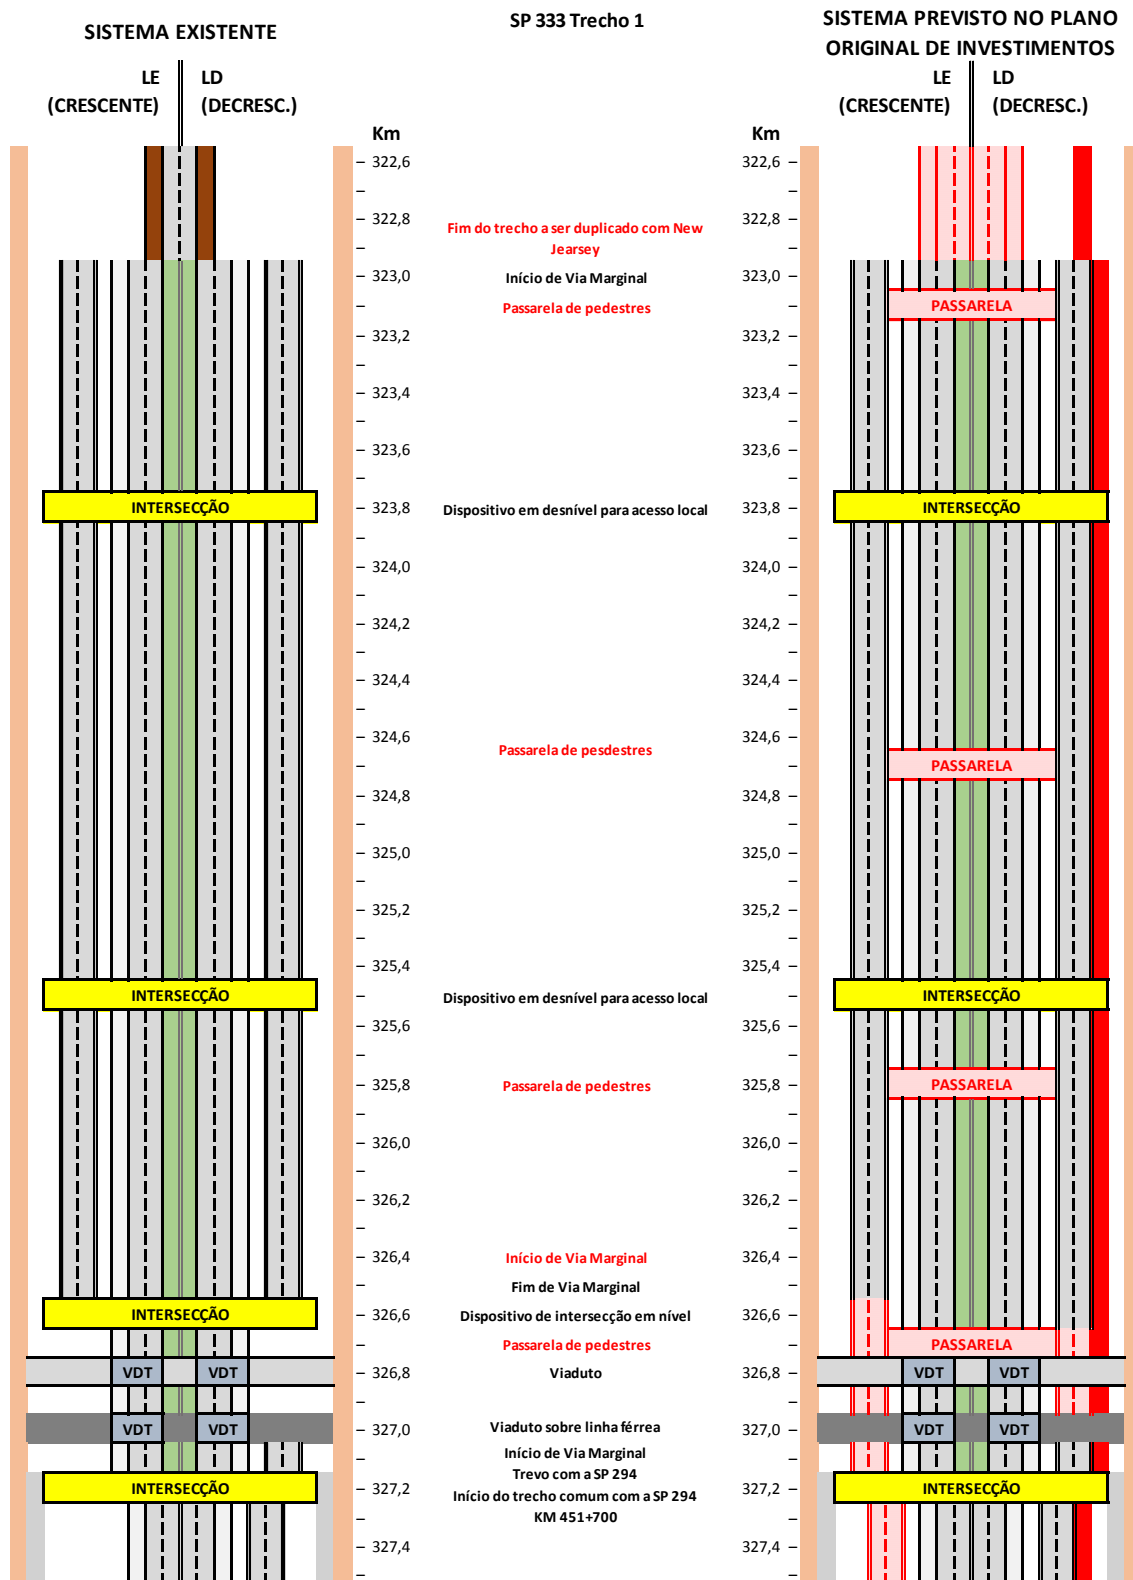 SP 333 Trecho 1
SISTEMA EXISTENTE
SISTEMA PREVISTO NO PLANO
ORIGINAL DE INVESTIMENTOS
LE LD
(CRESCENTE) (DECRESC.)
LE LD
(CRESCENTE) (DECRESC.)
Km Km
322,6 322,6
322,8 322,8
Fim do trecho a ser duplicado com New
Jearsey
323,0 Início de Via Marginal 323,0
Passarela de pedestres PASSARELA
323,2 323,2
323,4 323,4
323,6 323,6
INTERSECÇÃO 323,8 Dispositivo em desnível para acesso local 323,8 INTERSECÇÃO
324,0 324,0
324,2 324,2
324,4 324,4
324,6 324,6
Passarela de pesdestres PASSARELA
324,8 324,8
325,0 325,0
325,2 325,2
325,4 325,4
INTERSECÇÃO Dispositivo em desnível para acesso local INTERSECÇÃO
325,6 325,6
325,8 Passarela de pedestres 325,8 PASSARELA
326,0 326,0
326,2 326,2
326,4 Início de Via Marginal 326,4
Fim de Via Marginal
INTERSECÇÃO 326,6 Dispositivo de intersecção em nível 326,6
Passarela de pedestres PASSARELA
VDT VDT 326,8 Viaduto 326,8 VDT VDT
VDT VDT 327,0 Viaduto sobre linha férrea 327,0 VDT VDT
Início de Via Marginal
Trevo com a SP 294
INTERSECÇÃO 327,2 Início do trecho comum com a SP 294 327,2 INTERSECÇÃO
KM 451+700
327,4 327,4